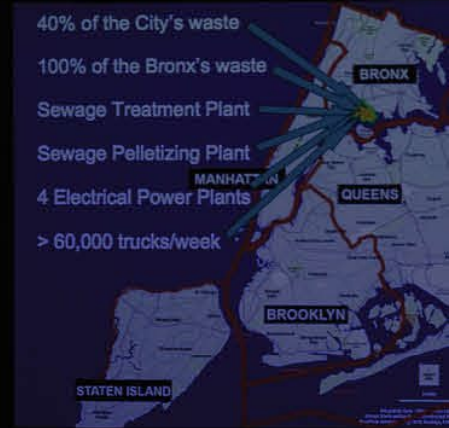 40% of the City's waste
100% of the Bronx's waste
BRONX
Sewage Treatment Plant
Sewage Pelletizing Plant
MANHATTAN
QUEENS
4 Electrical Power Plants
> 60,000 trucks/week
BROOKLYN
STATEN ISLAND